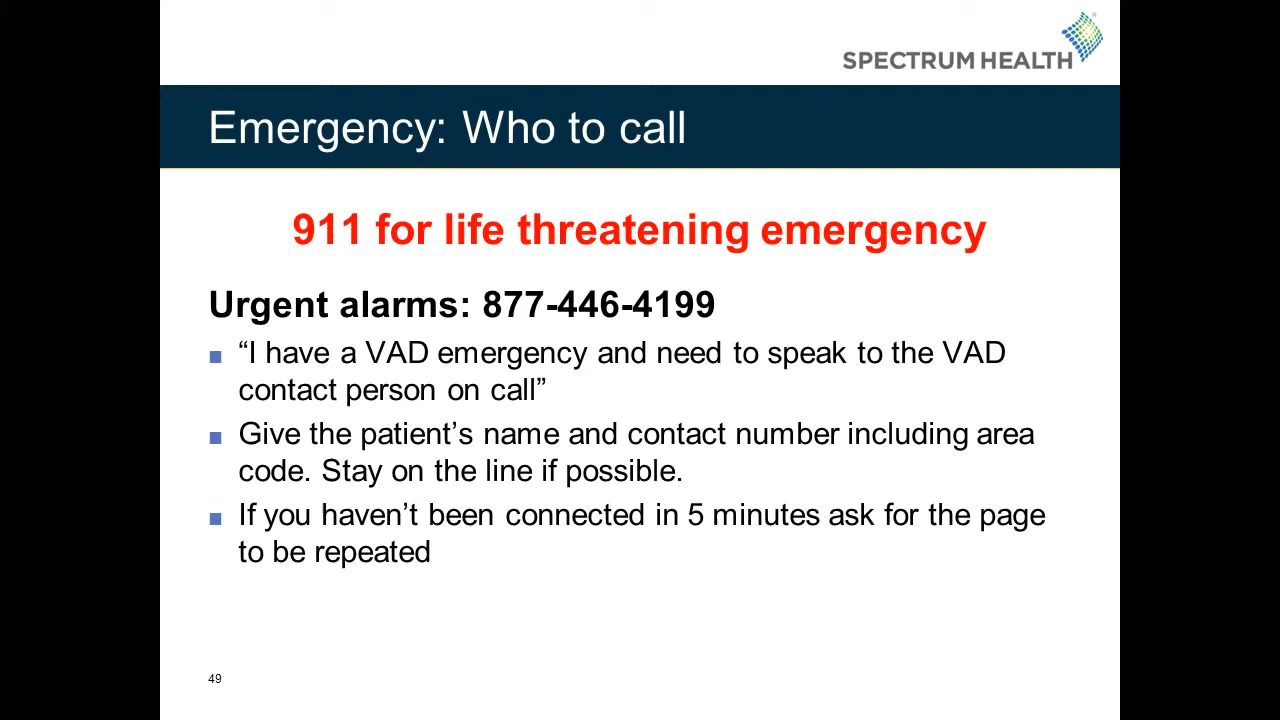 SPECTRUM HEALTH
Emergency: Who to call
911 for life threatening emergency
Urgent alarms: 877-446-4199
■ “I have a VAD emergency and need to speak to the VAD
contact person on call”
■ Give the patient’s name and contact number including area
code. Stay on the line if possible.
■ If you haven’t been connected in 5 minutes ask for the page
to be repeated
49